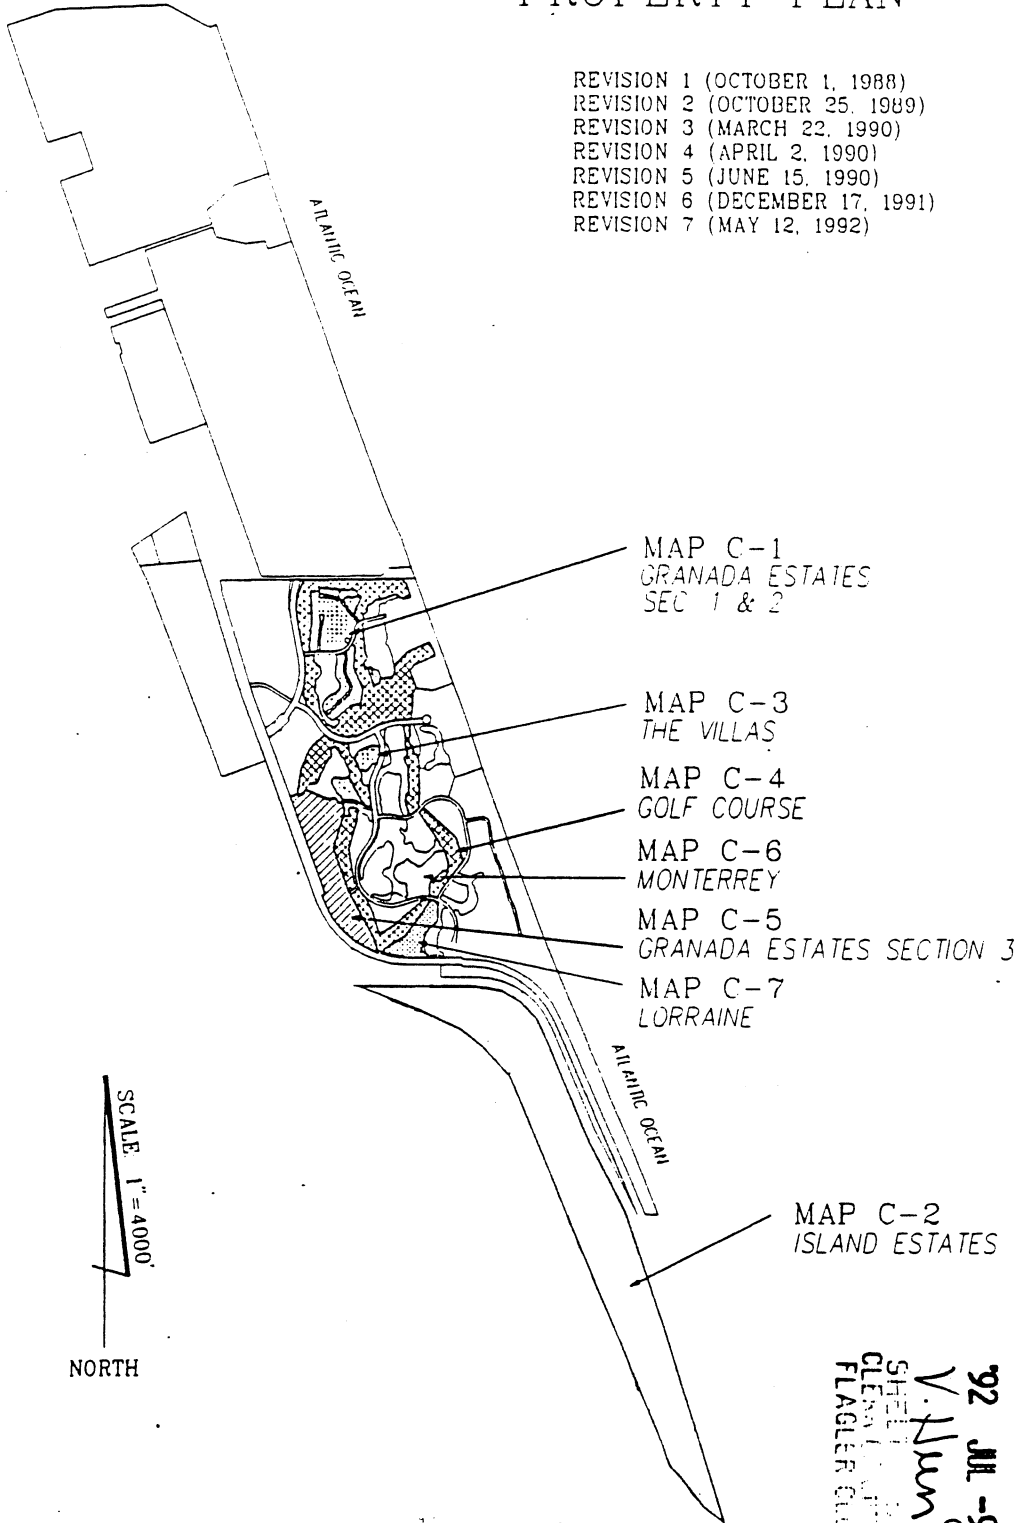 PROPERTY PLAN
REVISION 1 (OCTOBER 1, 1988)
REVISION 2 (OCTOBER 25, 1989)
REVISION 3 (MARCH 22, 1990)
REVISION 4 (APRIL 2, 1990)
REVISION 5 (JUNE 15, 1990)
REVISION 6 (DECEMBER 17, 1991)
REVISION 7 (MAY 12, 1992)
ATLANTIC OCEAN
MAP C-1
GRANADA ESTATES
SEC 1 & 2
MAP C-3
THE VILLAS
MAP C-4
GOLF COURSE
MAP C-6
MONTERREY
MAP C-5
GRANADA ESTATES SECTION 3
MAP C-7
LORRAINE
ATLANTIC OCEAN
SCALE: 1"=4000'
MAP C-2
ISLAND ESTATES
NORTH
'92 JUL -9
V.
FLAGLER